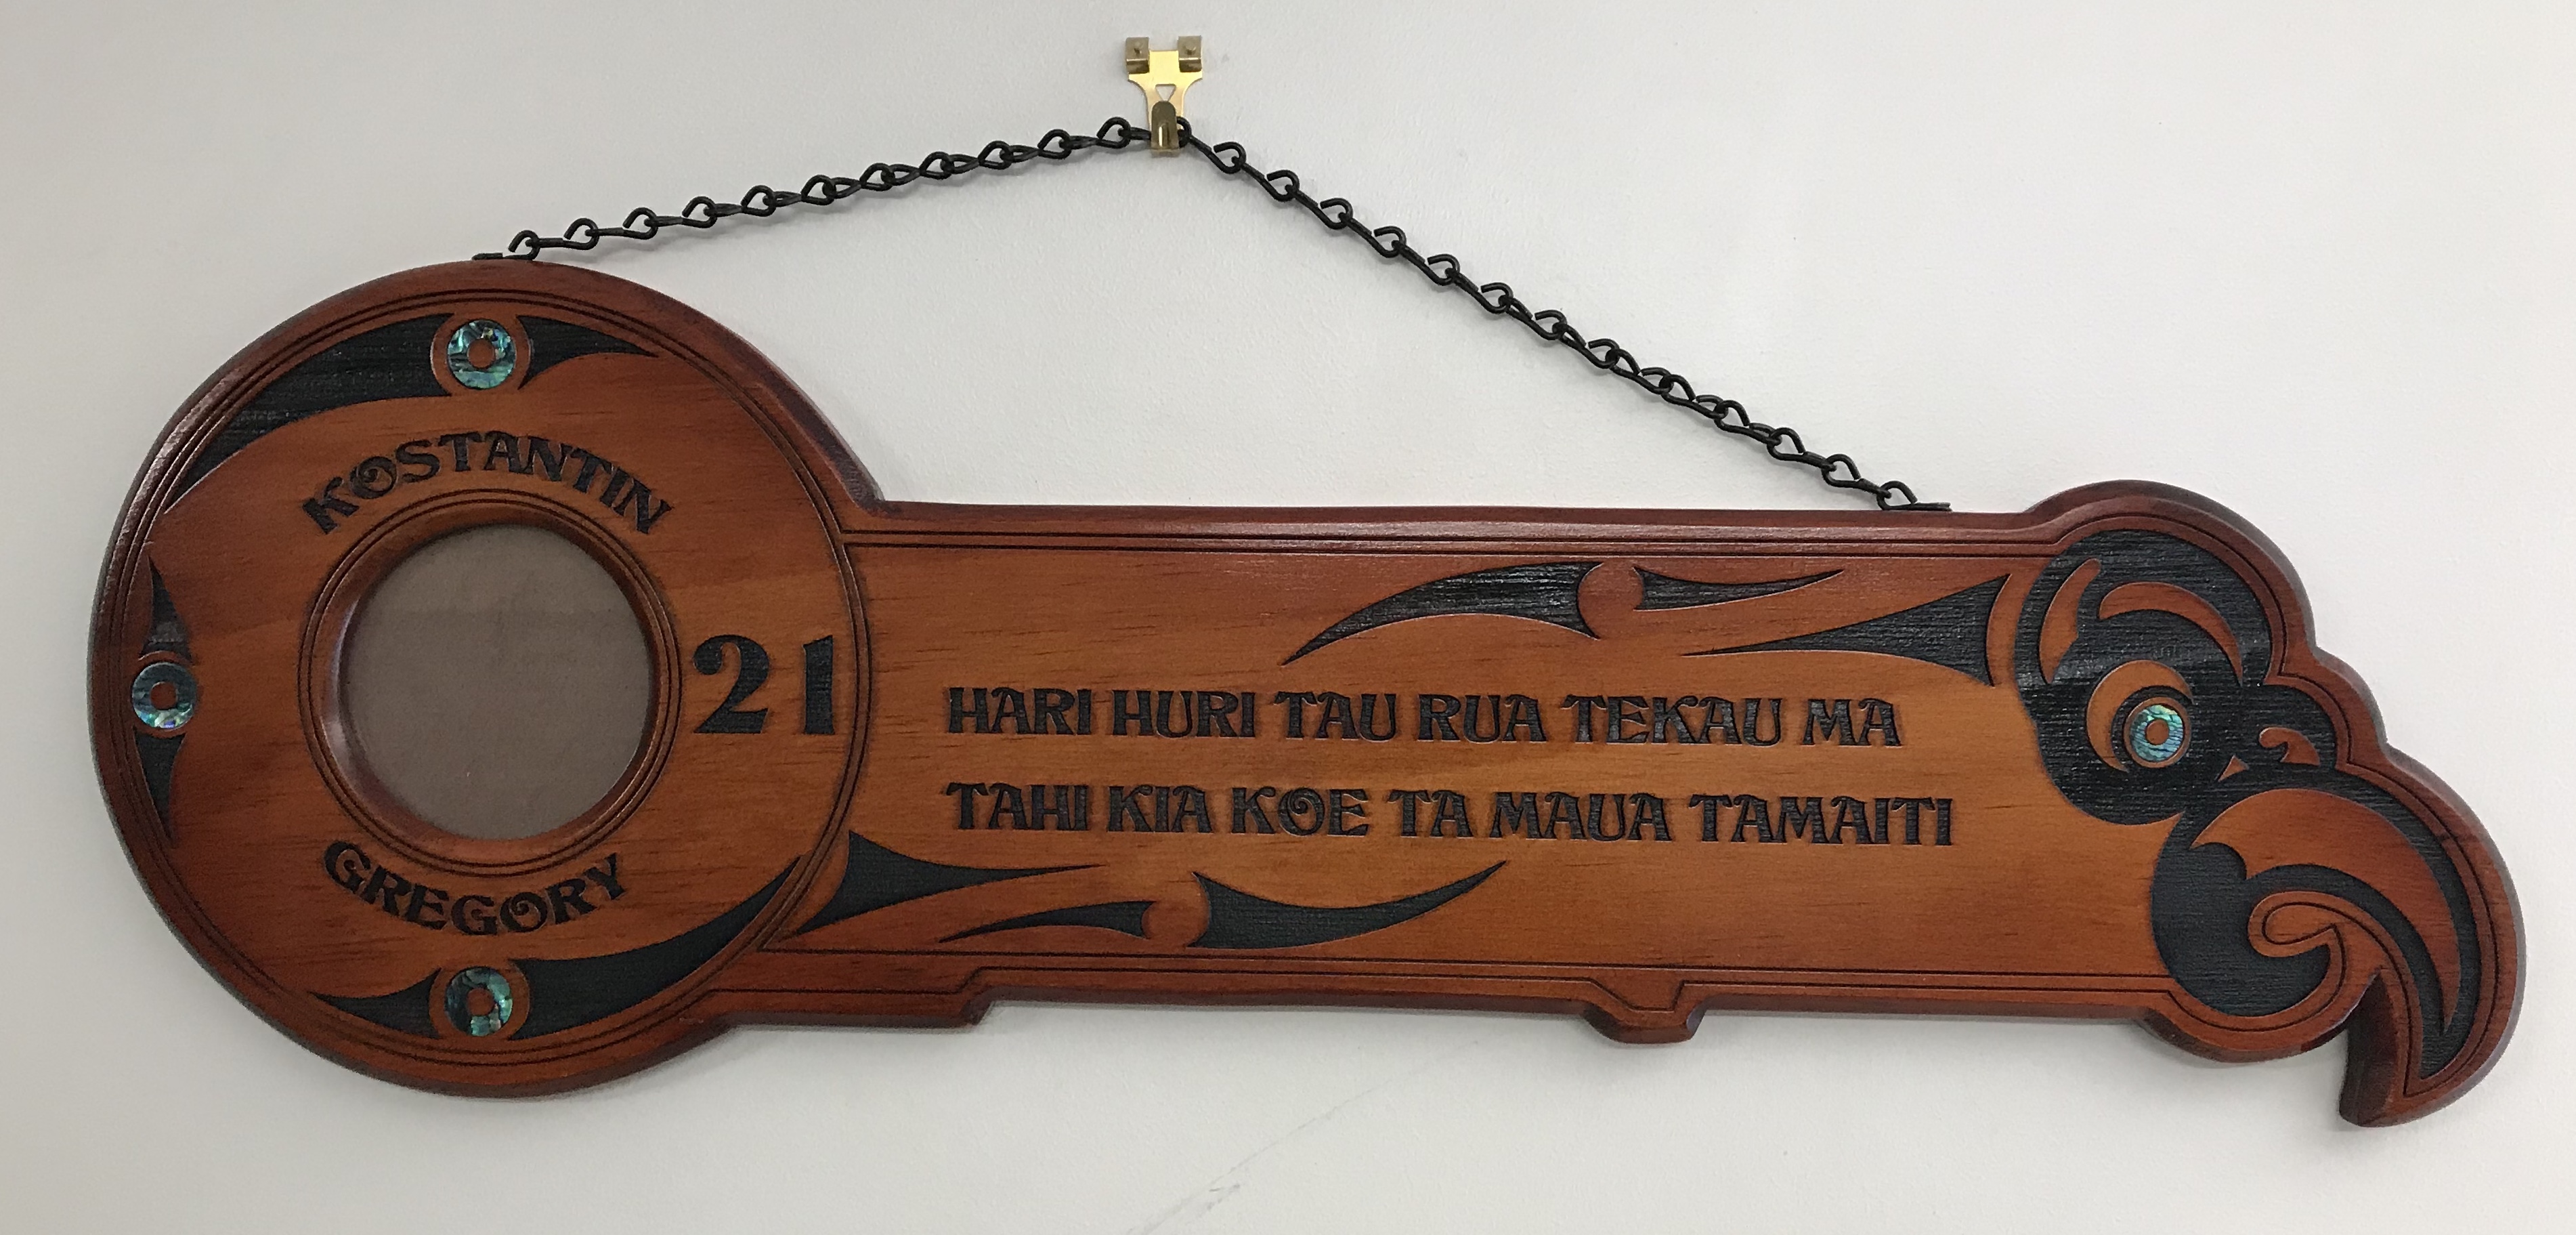 KOSTANTIN
GREGORY
21
HARI HURI TAU RUA TEKAU MA
TAHI KIA KOE TA MAUA TAMAITI